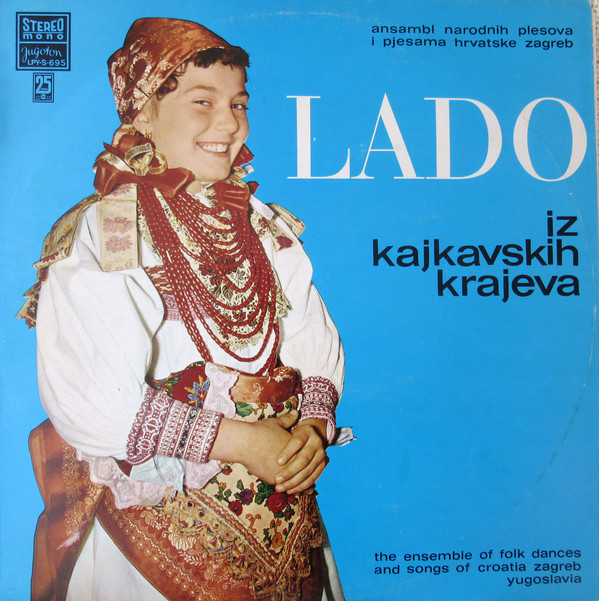 STEREO
mono
Jugoton
LPY-S-695
25
ansambl narodnih plesova
i pjesama hrvatske zagreb
LADO
iz
kajkavskih
krajeva
the ensemble of folk dances
and songs of croatia zagreb
yugoslavia